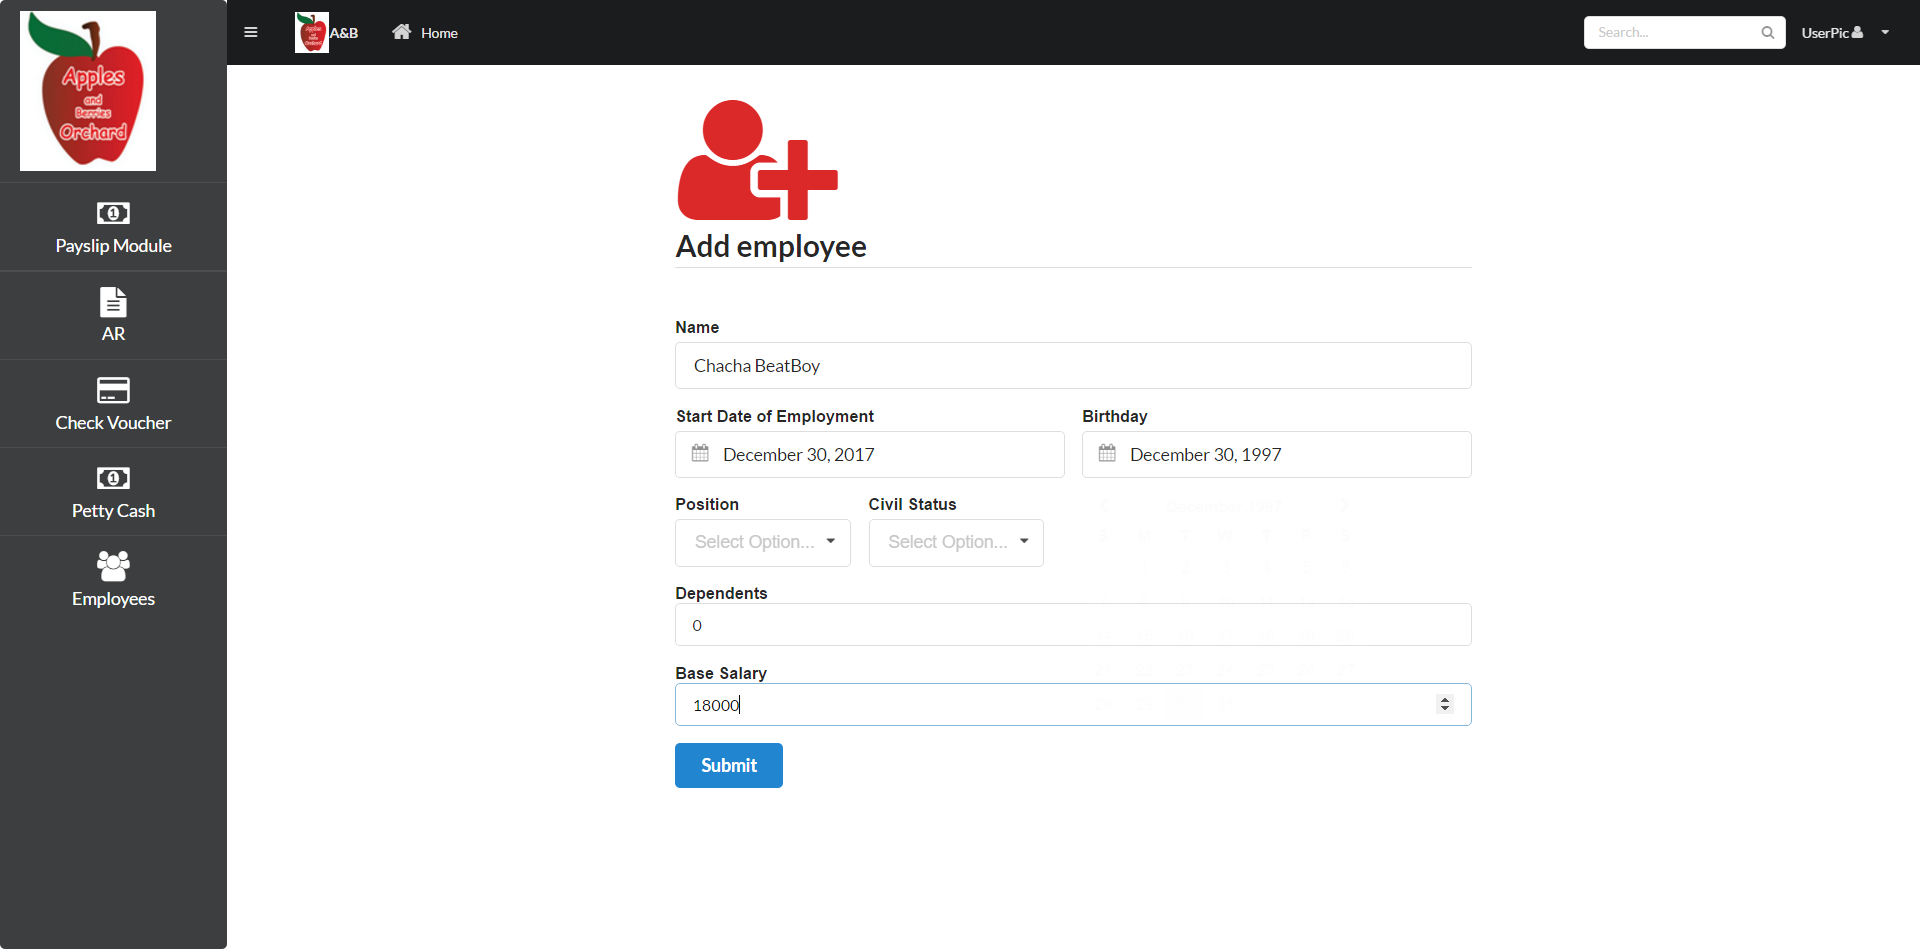 Apples
and
Berries
Orchard
Payslip Module
AR
Check Voucher
Petty Cash
Employees
A&B
Home
Search...
UserPic
Add employee
Name
Chacha BeatBoy
Start Date of Employment
Birthday
December 30, 2017
December 30, 1997
Position
Civil Status
Select Option...
Select Option...
Dependents
0
Base Salary
18000
Submit